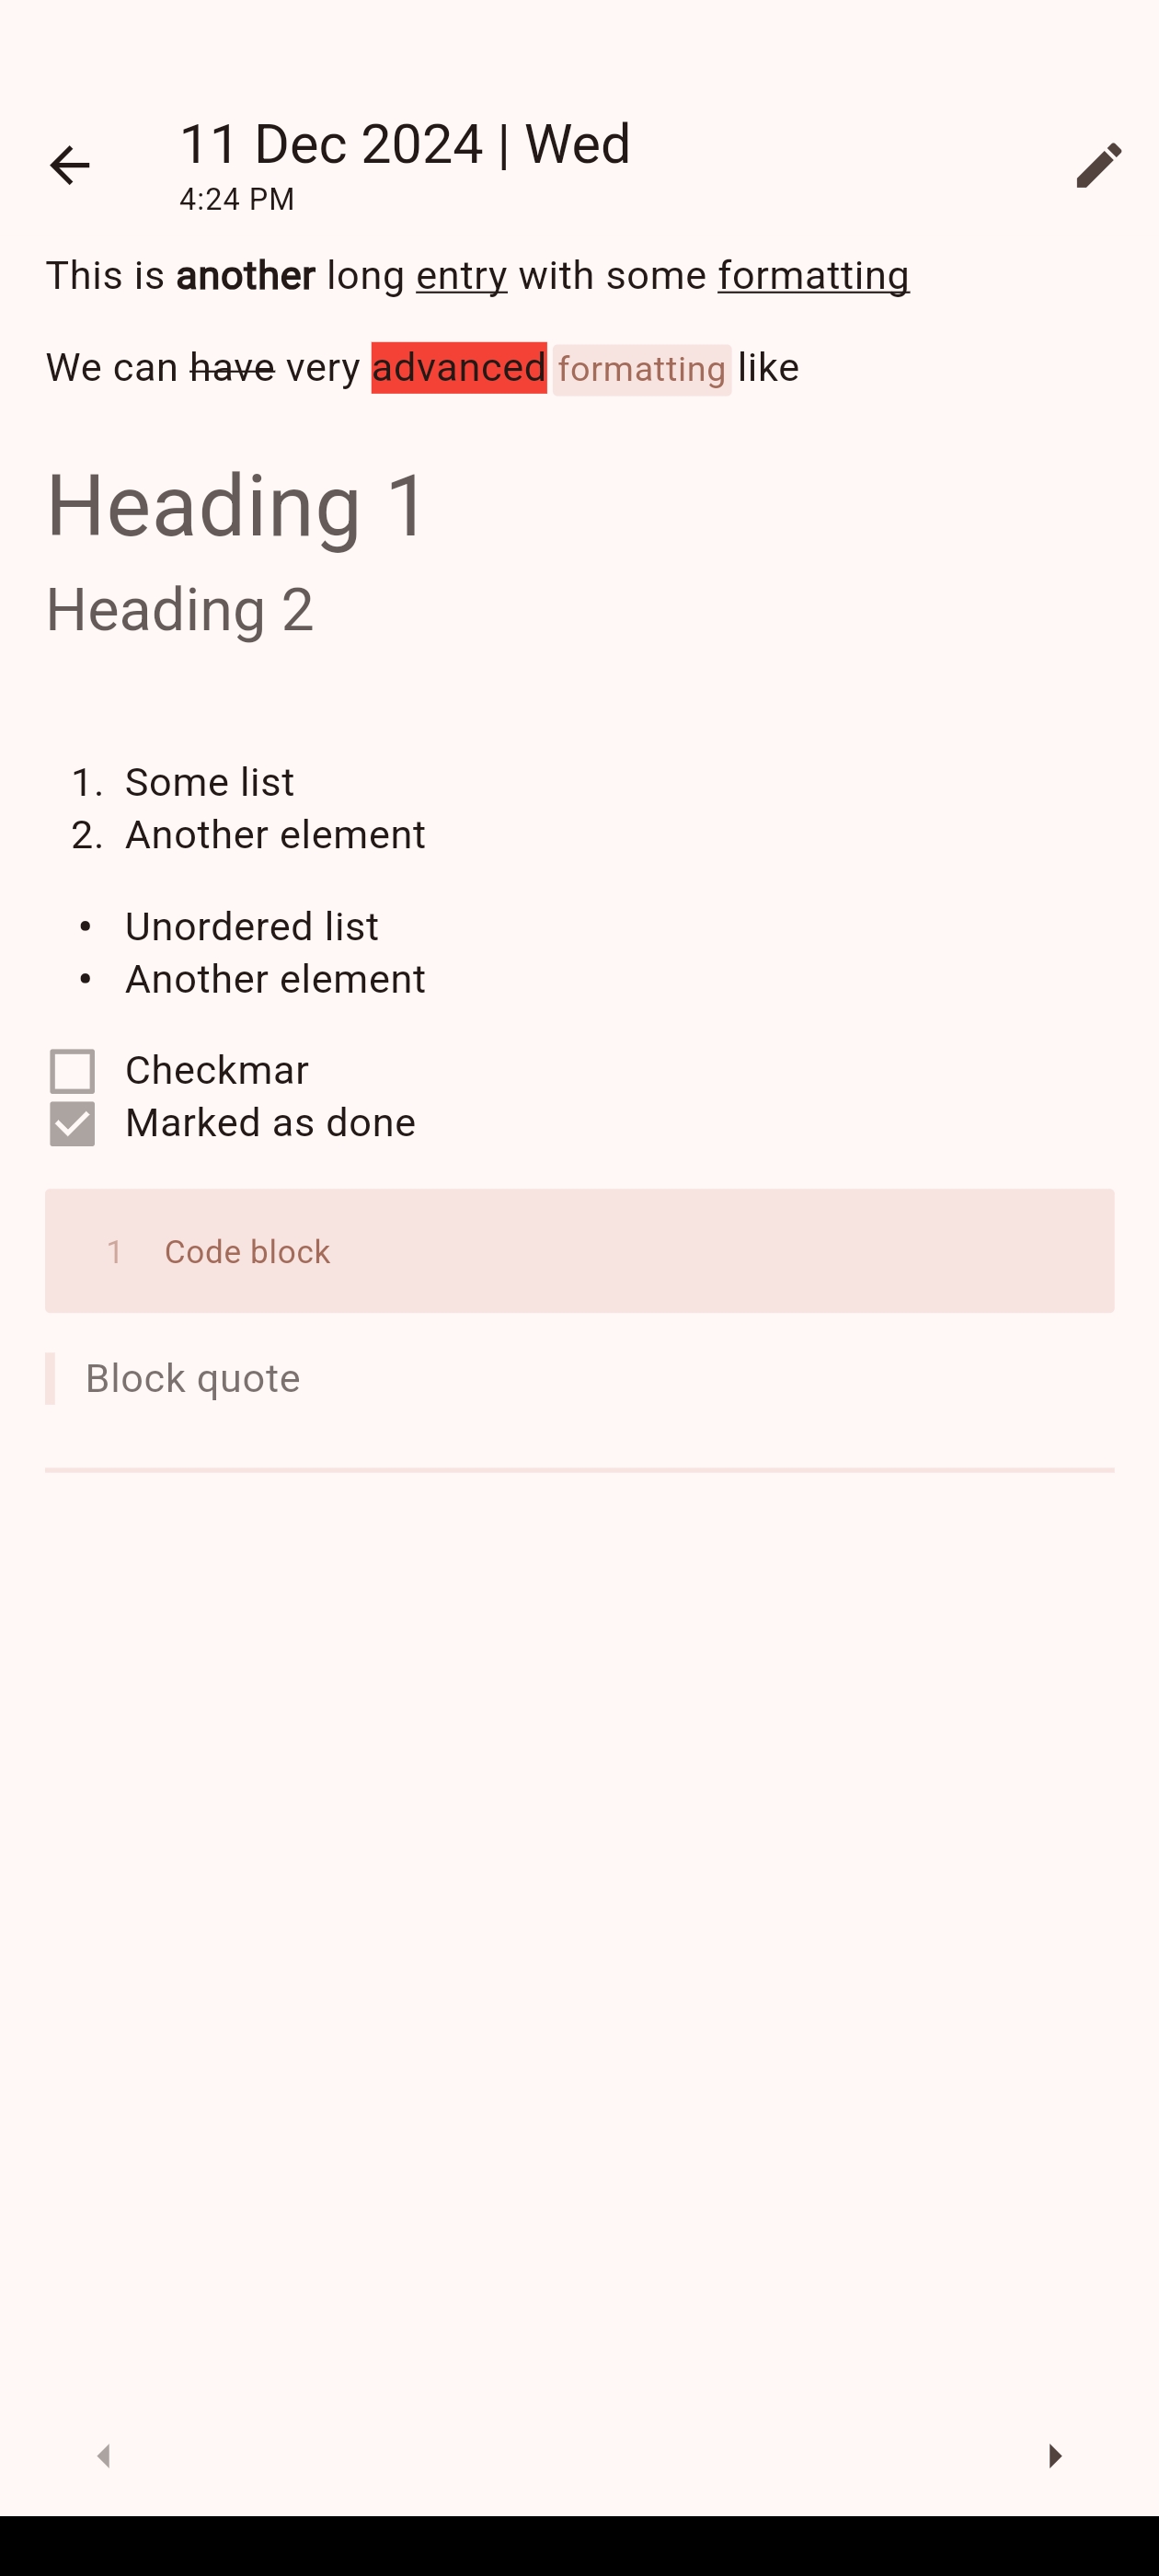 11 Dec 2024 | Wed
4:24 PM
This is another long entry with some formatting
We can have very advanced formatting like
Heading 1
Heading 2
1. Some list
2. Another element
• Unordered list
• Another element
Checkmar
Marked as done
1 Code block
Block quote